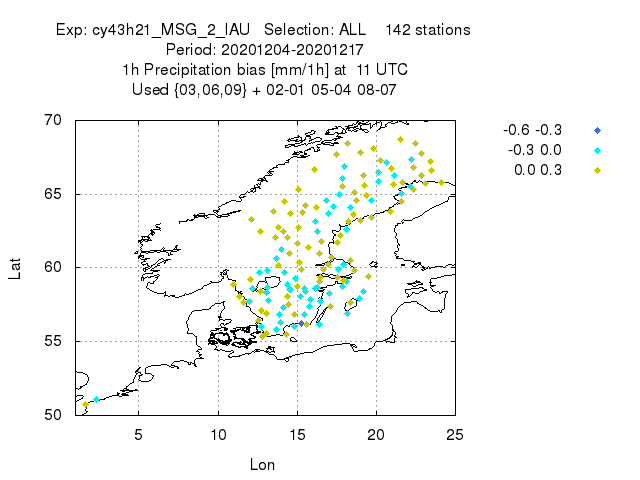 Exp: cy43h21_MSG_2_IAU   Selection: ALL    142 stations
Period: 20201204-20201217
1h Precipitation bias [mm/1h] at  11 UTC
Used {03,06,09} + 02-01 05-04 08-07
-0.6 -0.3
-0.3 0.0
0.0 0.3
70
65
60
55
50
Lat
5 10 15 20 25
Lon